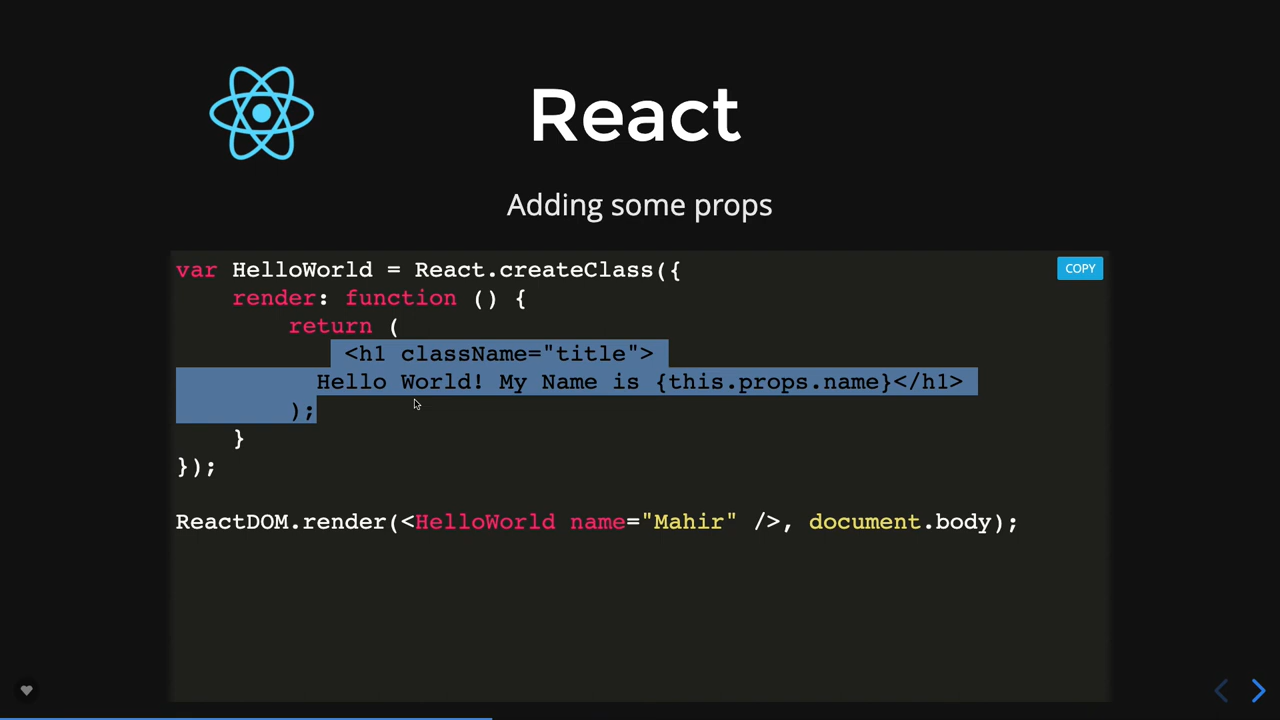 React
Adding some props
COPY
var HelloWorld = React.createClass({
    render: function () {
        return (
            <h1 className="title">
          Hello World! My Name is {this.props.name}</h1>
        );
    }
});
ReactDOM.render(<HelloWorld name="Mahir" />, document.body);